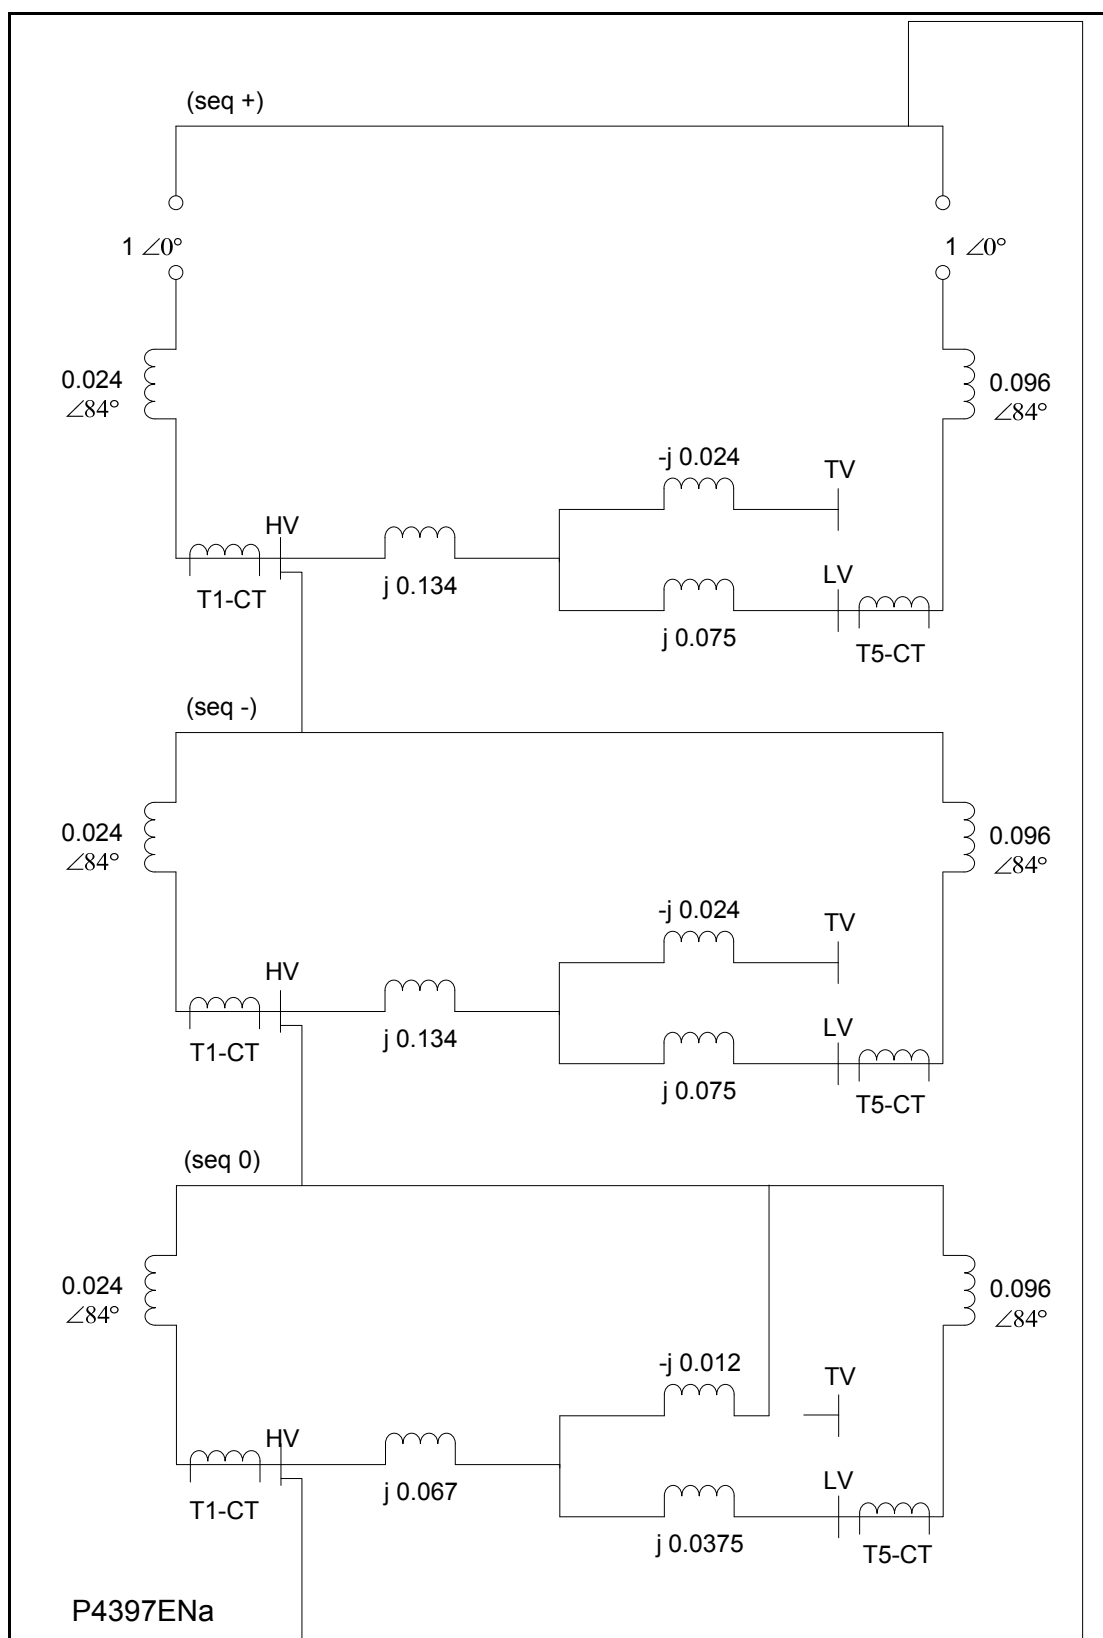 (seq +)
1 ∠0°
1 ∠0°
0.024
∠84°
0.096
∠84°
-j 0.024
TV
HV
j 0.134
LV
T1-CT
j 0.075
T5-CT
(seq -)
0.024
∠84°
0.096
∠84°
-j 0.024
TV
HV
j 0.134
LV
T1-CT
j 0.075
T5-CT
(seq 0)
0.024
∠84°
0.096
∠84°
-j 0.012
TV
HV
j 0.067
LV
T1-CT
j 0.0375
T5-CT
P4397ENa